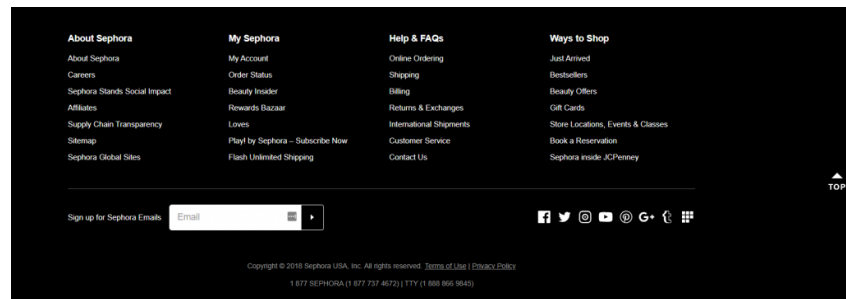 About Sephora
About Sephora
Careers
Sephora Stands Social Impact
Affiliates
Supply Chain Transparency
Sitemap
Sephora Global Sites
My Sephora
My Account
Order Status
Beauty Insider
Rewards Bazaar
Loves
Play! by Sephora – Subscribe Now
Flash Unlimited Shipping
Help & FAQs
Online Ordering
Shipping
Billing
Returns & Exchanges
International Shipments
Customer Service
Contact Us
Ways to Shop
Just Arrived
Bestsellers
Beauty Offers
Gift Cards
Store Locations, Events & Classes
Book a Reservation
Sephora inside JCPenney
TOP
Sign up for Sephora Emails
Email
Copyright © 2018 Sephora USA, Inc. All rights reserved. Terms of Use | Privacy Policy
1 877 SEPHORA (1 877 737 4672) | TTY (1 888 866 9845)